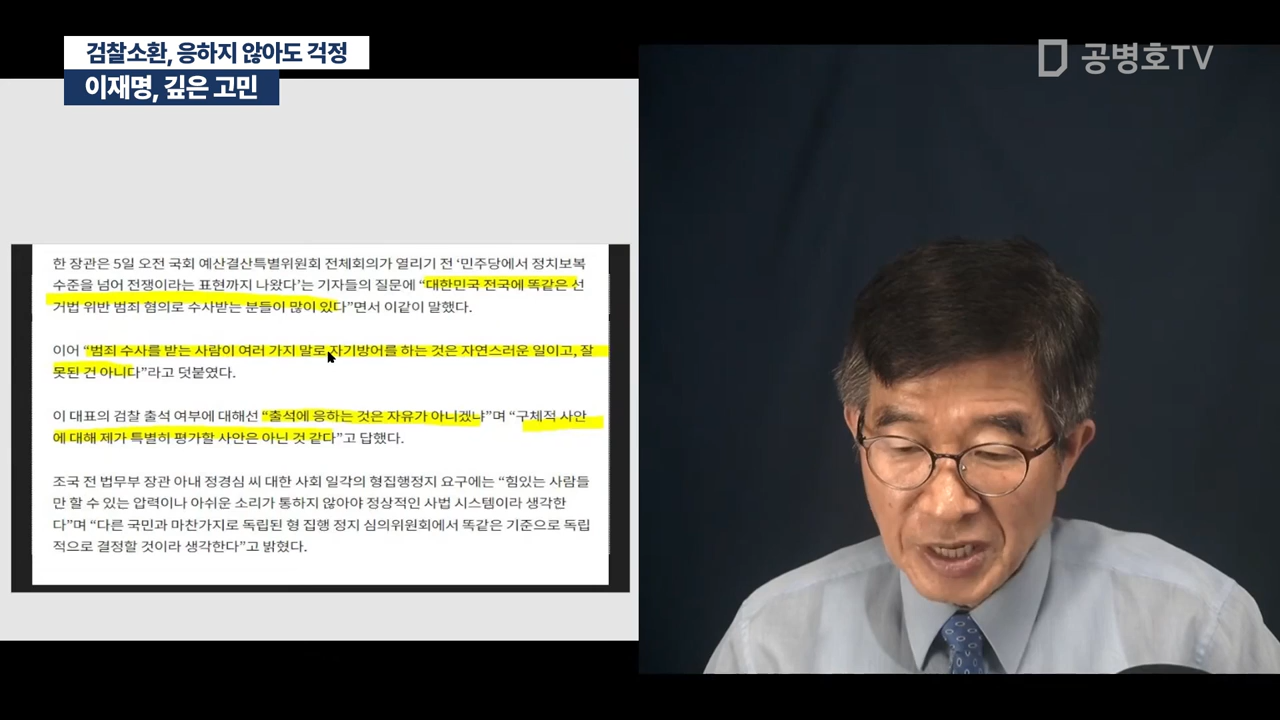 검찰소환, 응하지 않아도 걱정
이재명, 깊은 고민
공병호TV
한 장관은 5일 오전 국회 예산결산특별위원회 전체회의가 열리기 전 ‘민주당에서 정치보복
수준을 넘어 전쟁이라는 표현까지 나왔다’는 기자들의 질문에 “대한민국 전국에 똑같은 선
거법 위반 범죄 혐의로 수사받는 분들이 많이 있다”면서 이같이 말했다.
이어 “범죄 수사를 받는 사람이 여러 가지 말로 자기방어를 하는 것은 자연스러운 일이고, 잘
못된 건 아니다”라고 덧붙였다.
이 대표의 검찰 출석 여부에 대해선 “출석에 응하는 것은 자유가 아니겠냐”며 “구체적 사안
에 대해 제가 특별히 평가할 사안은 아닌 것 같다”고 답했다.
조국 전 법무부 장관 아내 정경심 씨 대한 사회 일각의 형집행정지 요구에는 “힘있는 사람들
만 할 수 있는 압력이나 아쉬운 소리가 통하지 않아야 정상적인 사법 시스템이라 생각한
다”며 “다른 국민과 마찬가지로 독립된 형 집행 정지 심의위원회에서 똑같은 기준으로 독립
적으로 결정할 것이라 생각한다”고 밝혔다.